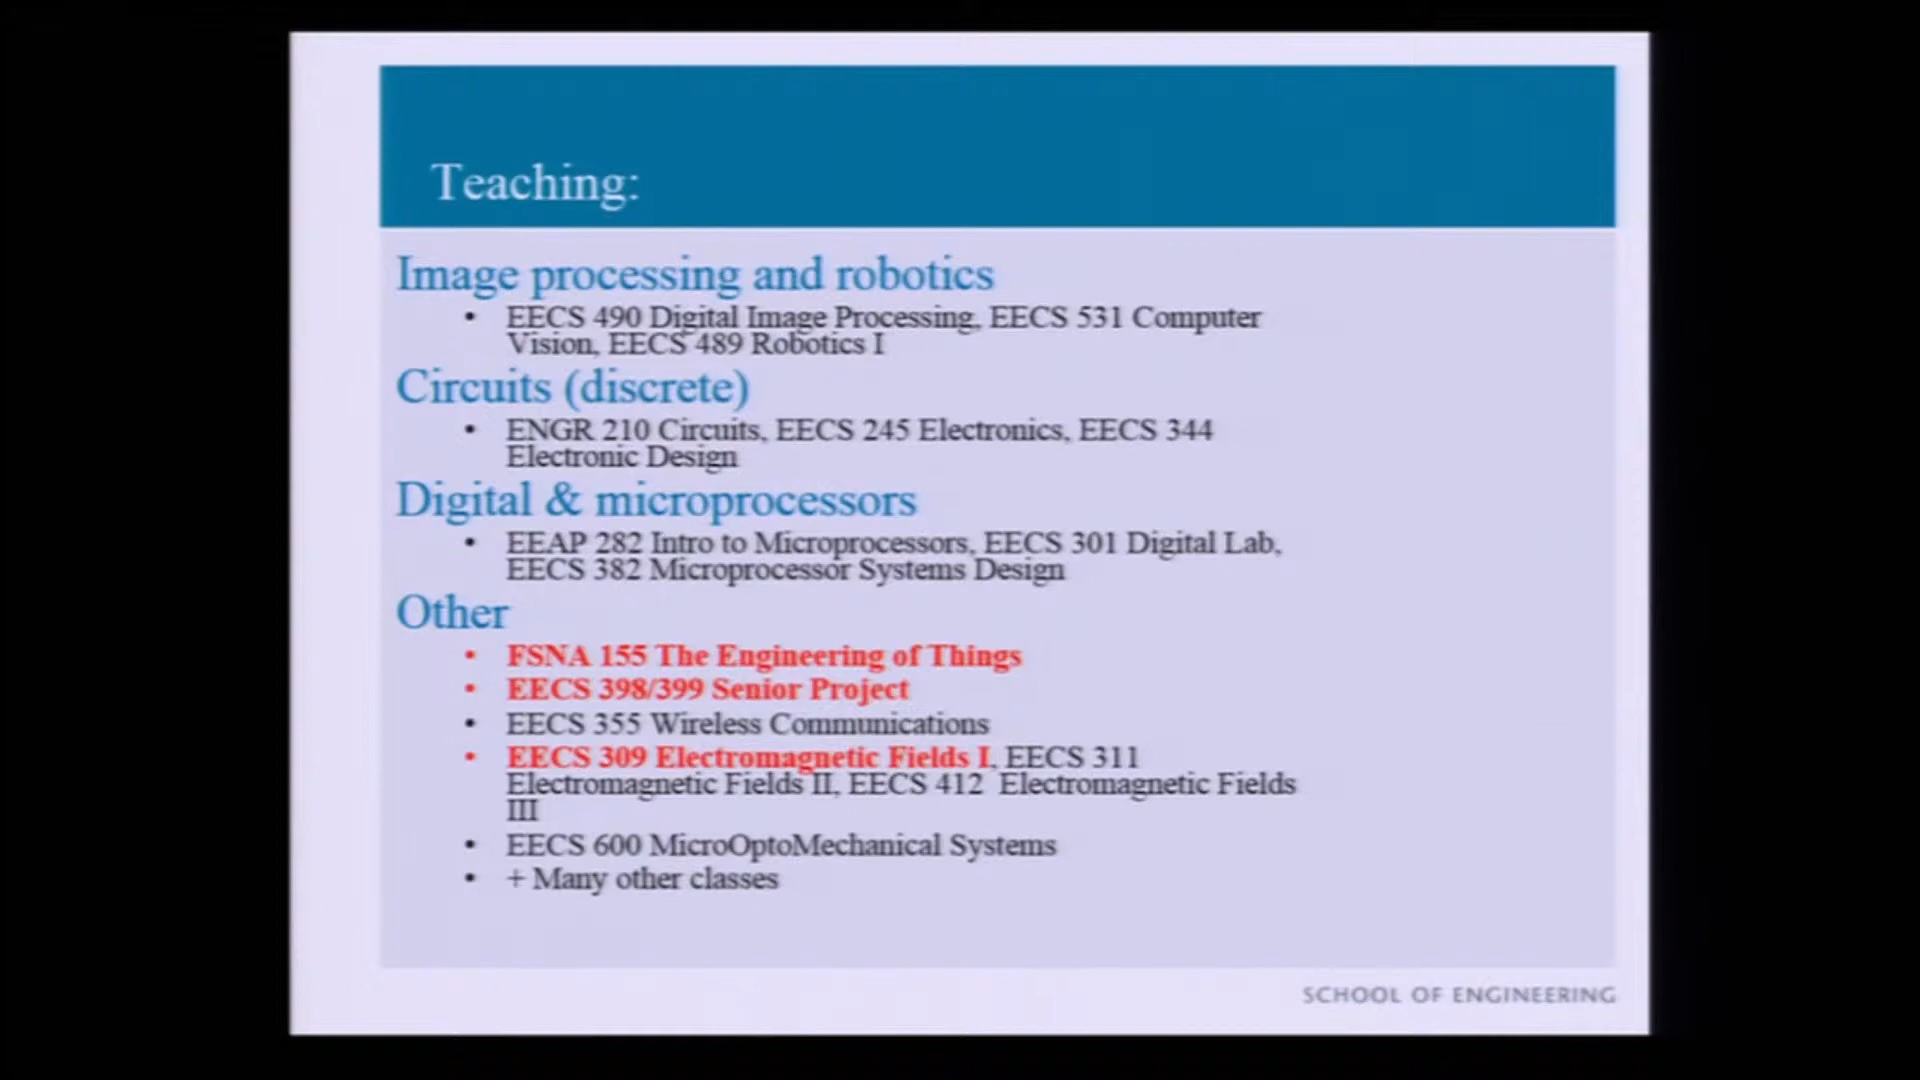 Teaching:
Image processing and robotics
• EECS 490 Digital Image Processing, EECS 531 Computer
Vision, EECS 489 Robotics I
Circuits (discrete)
• ENGR 210 Circuits, EECS 245 Electronics, EECS 344
Electronic Design
Digital & microprocessors
• EEAP 282 Intro to Microprocessors, EECS 301 Digital Lab,
EECS 382 Microprocessor Systems Design
Other
• FSNA 155 The Engineering of Things
• EECS 398/399 Senior Project
• EECS 355 Wireless Communications
• EECS 309 Electromagnetic Fields I, EECS 311
Electromagnetic Fields II, EECS 412 Electromagnetic Fields
III
• EECS 600 MicroOptoMechanical Systems
• + Many other classes
SCHOOL OF ENGINEERING